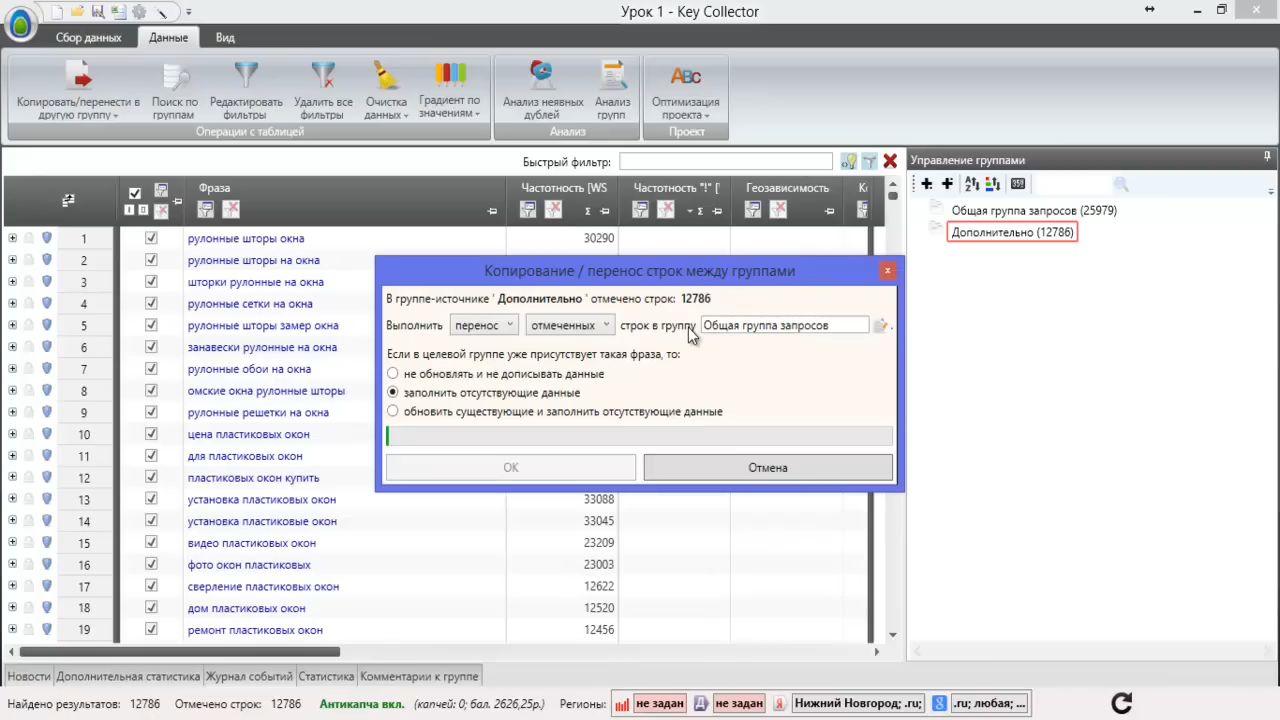 Урок 1 - Key Collector
Сбор данных
Данные
Вид
Копировать/перенести в другую группу
Поиск по группам
Редактировать фильтры
Удалить все фильтры
Очистка данных
Градиент по значениям
Анализ неявных дублей
Анализ групп
Оптимизация проекта
Операции с таблицей
Анализ
Проект
Быстрый фильтр:
Управление группами
Фраза
Частотность [WS
Частотность "!" [
Геозависимость
Общая группа запросов (25979)
Дополнительно (12786)
1 рулонные шторы окна 30290
2 рулонные шторы на окна
3 шторки рулонные на окна
4 рулонные сетки на окна
5 рулонные шторы замер окна
6 занавески рулонные на окна
7 рулонные обои на окна
8 омские окна рулонные шторы
9 рулонные решетки на окна
10 цена пластиковых окон
11 для пластиковых окон
12 пластиковых окон купить
13 установка пластиковых окон 33088
14 установка пластиковые окон 33045
15 видео пластиковых окон 23209
16 фото окон пластиковых 23003
17 сверление пластиковых окон 12622
18 дом пластиковых окон 12520
19 ремонт пластиковых окон 12456
Копирование / перенос строк между группами
В группе-источнике ' Дополнительно ' отмечено строк: 12786
Выполнить перенос отмеченных строк в группу Общая группа запросов .
Если в целевой группе уже присутствует такая фраза, то:
не обновлять и не дописывать данные
заполнить отсутствующие данные
обновить существующие и заполнить отсутствующие данные
OK
Отмена
Новости
Дополнительная статистика
Журнал событий
Статистика
Комментарии к группе
Найдено результатов: 12786 Отмечено строк: 12786 Антикапча вкл. (капчей: 0; бал. 2626,25р.) Регионы: не задан не задан Нижний Новгород; .ru; .ru; любая; ...